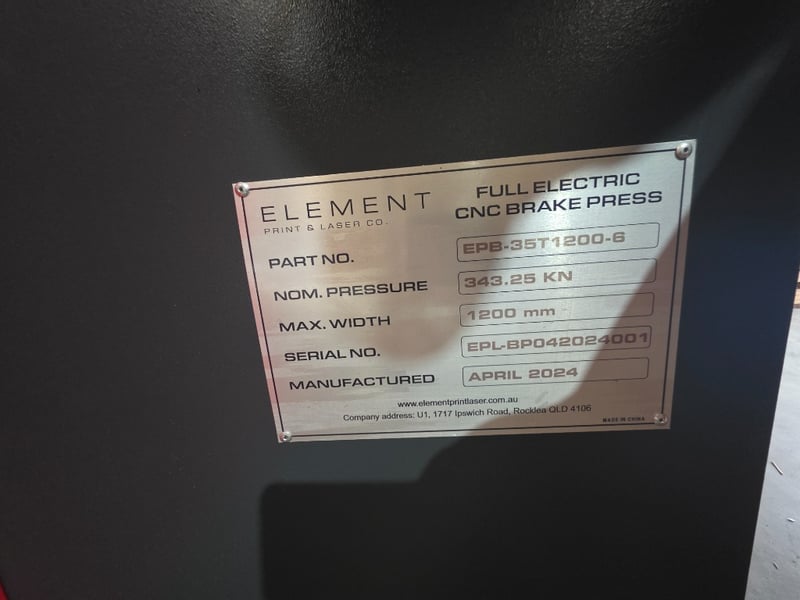 ELEMENT
PRINT & LASER CO.
FULL ELECTRIC
CNC BRAKE PRESS
PART NO. EPB-35T1200-6
NOM. PRESSURE 343.25 KN
MAX. WIDTH 1200 mm
SERIAL NO. EPL-BP042024001
MANUFACTURED APRIL 2024
www.elementprintlaser.com.au
Company address: U1, 1717 Ipswich Road, Rocklea QLD 4106
MADE IN CHINA